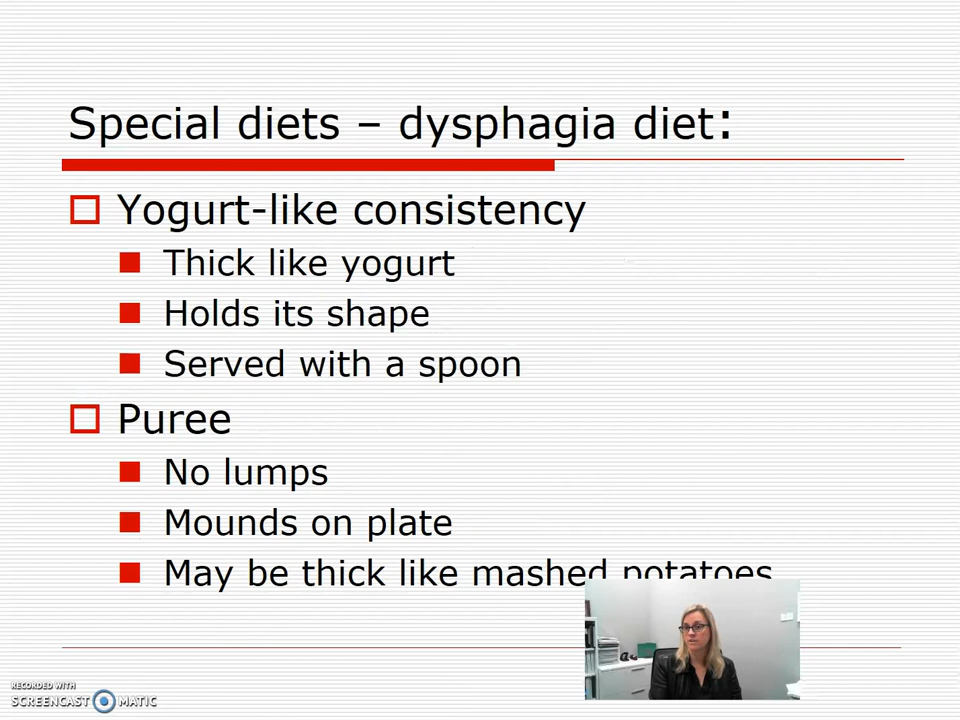 Special diets – dysphagia diet:
Yogurt-like consistency
Thick like yogurt
Holds its shape
Served with a spoon
Puree
No lumps
Mounds on plate
May be thick like mashed potatoes
RECORDED WITH
SCREENCAST MATIC